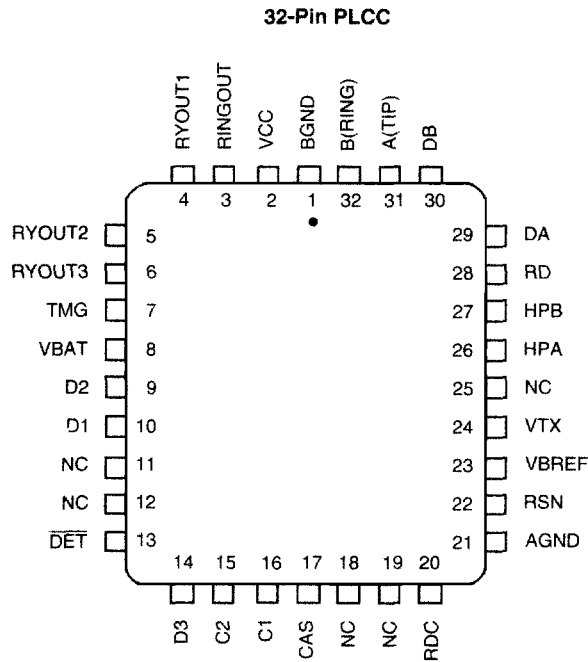 32-Pin PLCC
RYOUT1
RINGOUT
VCC
BGND
B(RING)
A(TIP)
DB
4 3 2 1 32 31 30
RYOUT2 5 29 DA
RYOUT3 6 28 RD
TMG 7 27 HPB
VBAT 8 26 HPA
D2 9 25 NC
D1 10 24 VTX
NC 11 23 VBREF
NC 12 22 RSN
DET 13 21 AGND
14 15 16 17 18 19 20
D3
C2
C1
CAS
NC
NC
RDC